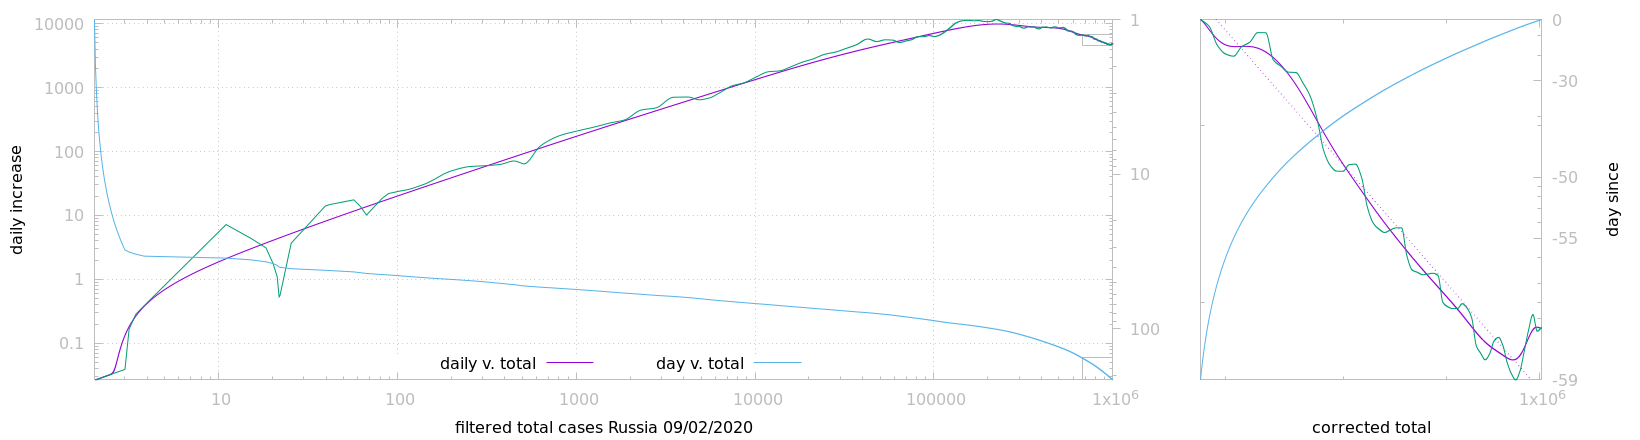 10000
1000
100
10
1
0.1
daily increase
10
100
1000
10000
100000
1x10^6
1
10
100
daily v. total
day v. total
filtered total cases Russia 09/02/2020
0
-30
-50
-55
-59
day since
1x10^6
corrected total